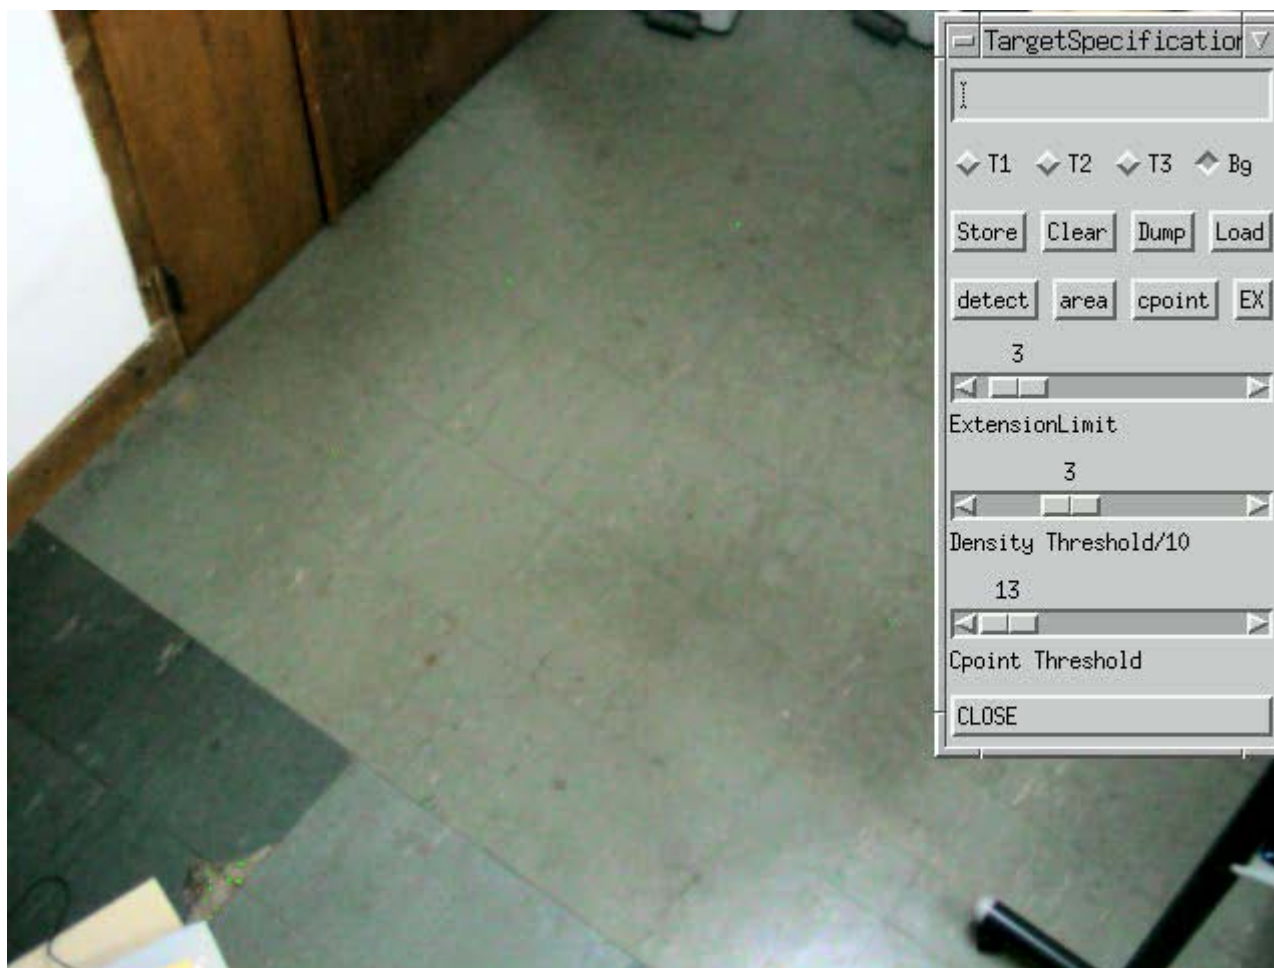 TargetSpecification
T1 T2 T3 Bg
Store Clear Dump Load
detect area cpoint EX
3
ExtensionLimit
3
Density Threshold/10
13
Cpoint Threshold
CLOSE